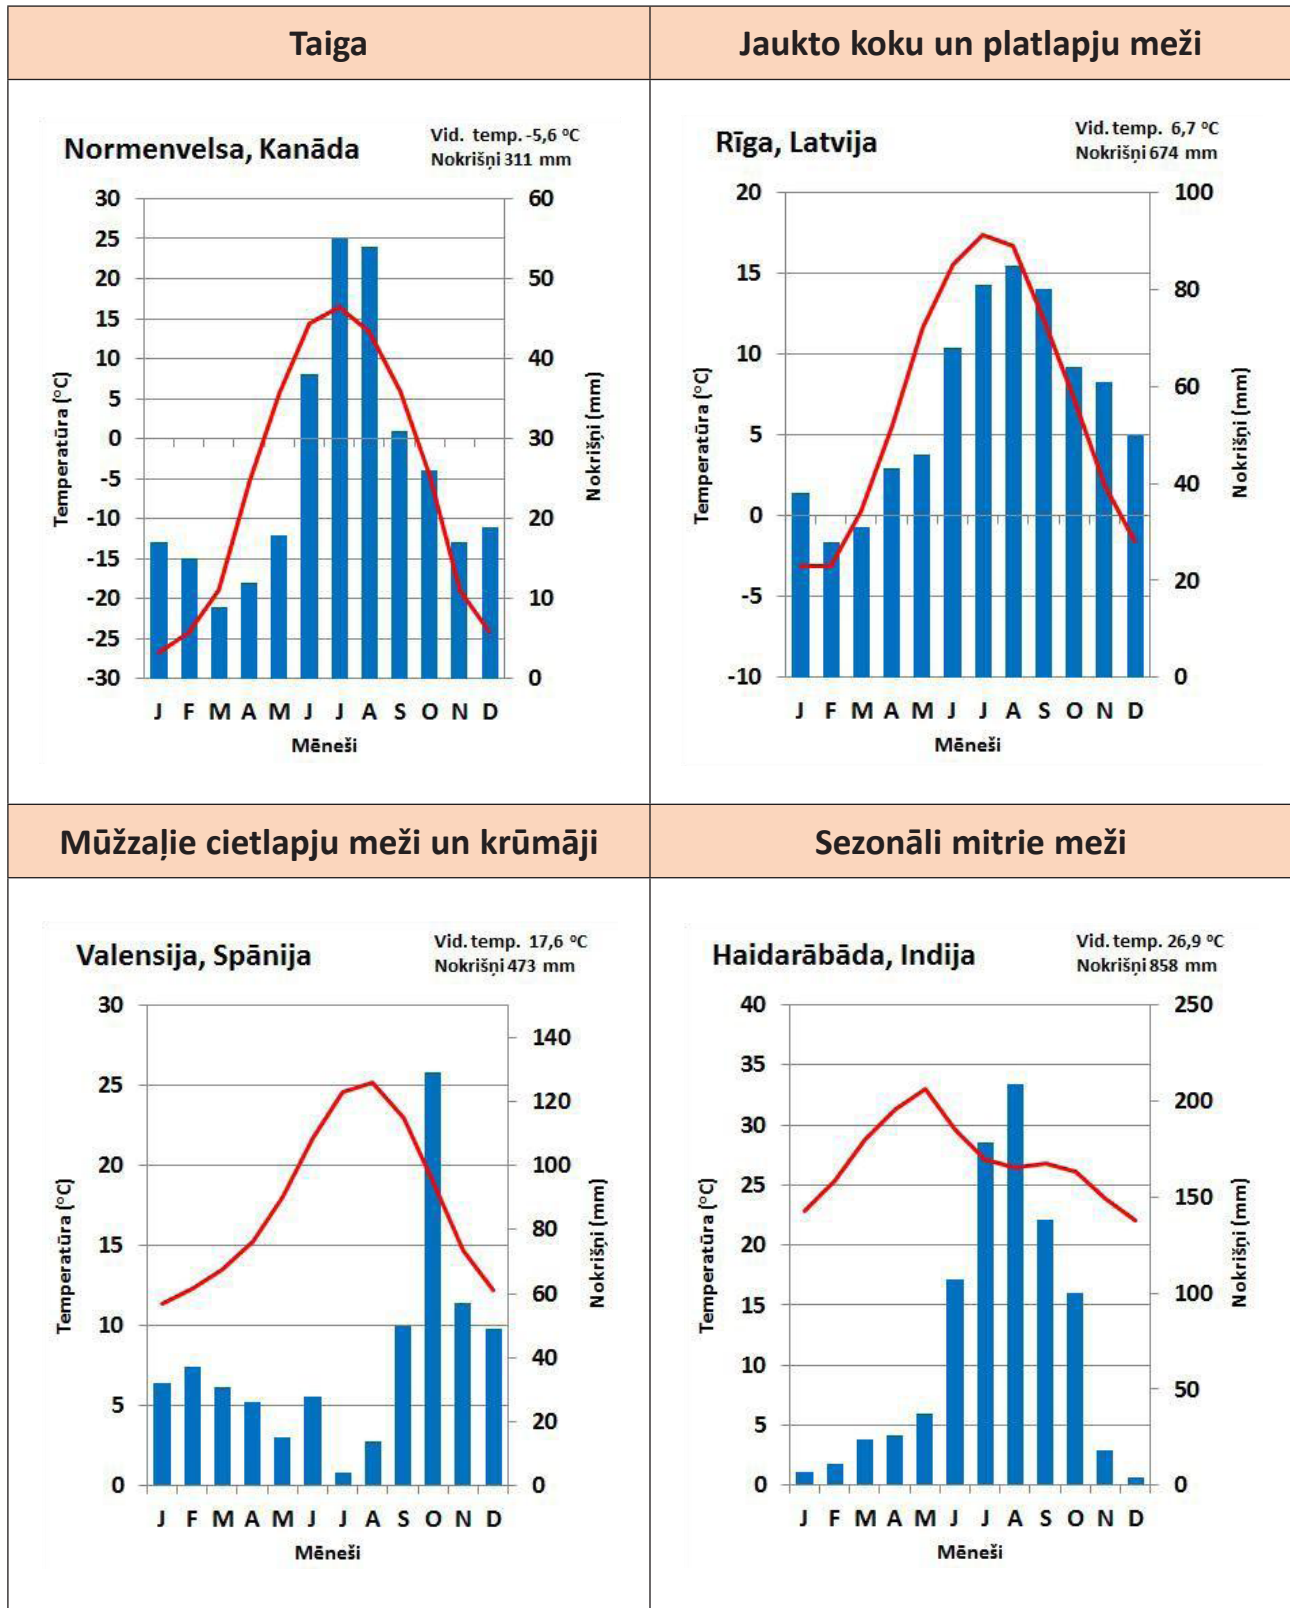 Taiga
Jaukto koku un platlapju meži
Normenvelsa, Kanāda
Vid. temp. -5,6 °C
Nokrišņi 311 mm
30
25
20
15
10
5
0
-5
-10
-15
-20
-25
-30
60
50
40
30
20
10
0
Temperatūra (°C)
Nokrišņi (mm)
J F M A M J J A S O N D
Mēneši
Rīga, Latvija
Vid. temp. 6,7 °C
Nokrišņi 674 mm
20
15
10
5
0
-5
-10
100
80
60
40
20
0
Temperatūra (°C)
Nokrišņi (mm)
J F M A M J J A S O N D
Mēneši
Mūžzaļie cietlapju meži un krūmāji
Sezonāli mitrie meži
Valensija, Spānija
Vid. temp. 17,6 °C
Nokrišņi 473 mm
30
25
20
15
10
5
0
140
120
100
80
60
40
20
0
Temperatūra (°C)
Nokrišņi (mm)
J F M A M J J A S O N D
Mēneši
Haidarābāda, Indija
Vid. temp. 26,9 °C
Nokrišņi 858 mm
40
35
30
25
20
15
10
5
0
250
200
150
100
50
0
Temperatūra (°C)
Nokrišņi (mm)
J F M A M J J A S O N D
Mēneši